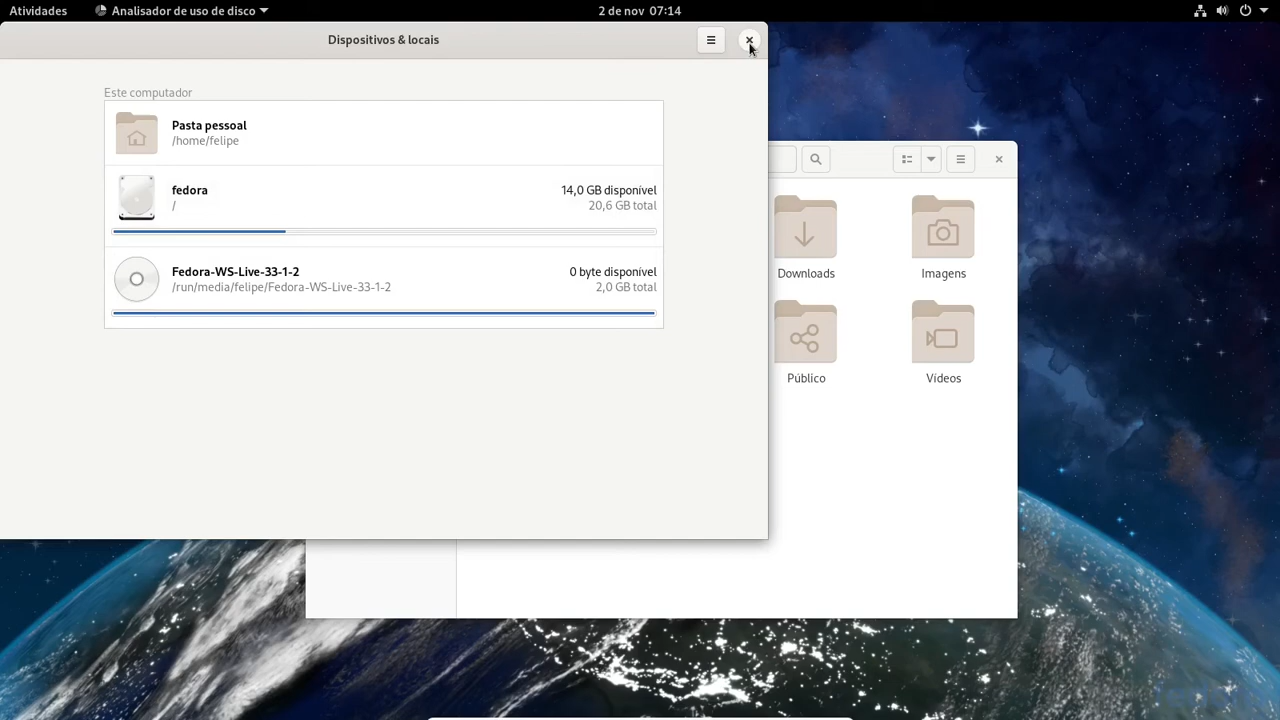 Atividades
Analisador de uso de disco
2 de nov 07:14
Dispositivos & locais
Este computador
Pasta pessoal
/home/felipe
fedora
14,0 GB disponível
/
20,6 GB total
Fedora-WS-Live-33-1-2
0 byte disponível
/run/media/felipe/Fedora-WS-Live-33-1-2
2,0 GB total
Downloads
Imagens
Público
Vídeos